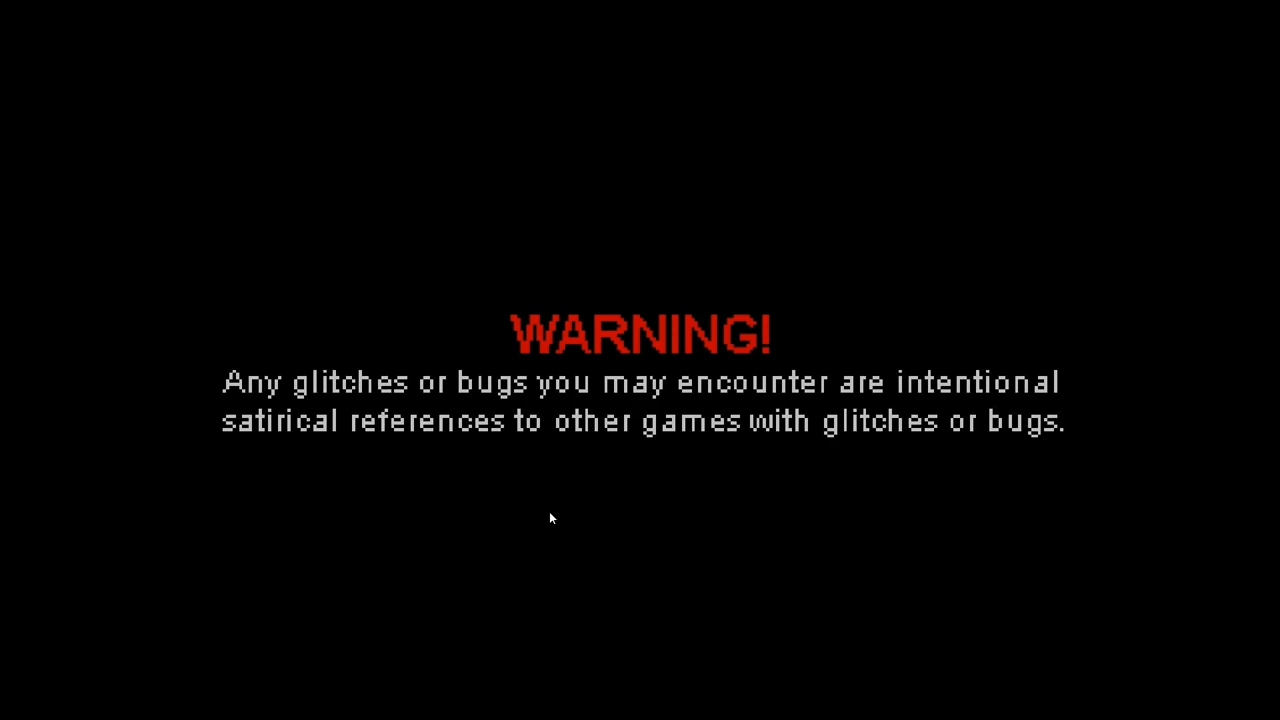 WARNING!
Any glitches or bugs you may encounter are intentional
satirical references to other games with glitches or bugs.